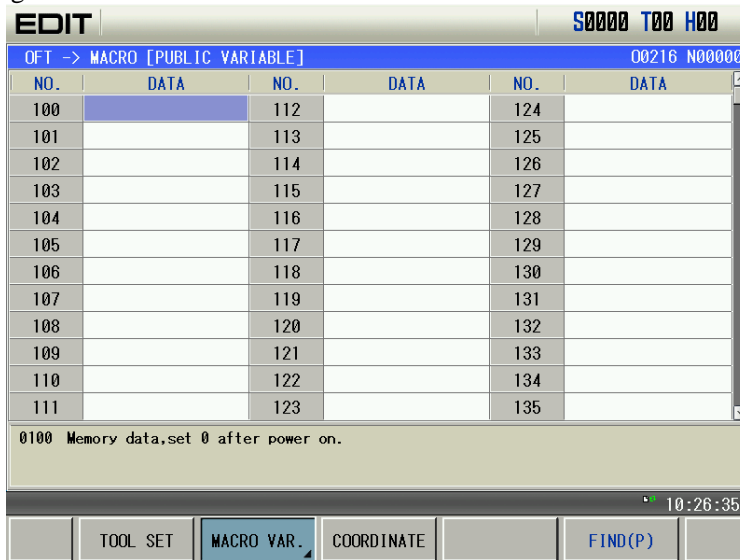 EDIT S0000 T00 H00
OFT -> MACRO [PUBLIC VARIABLE] O0216 N00000
NO. DATA NO. DATA NO. DATA
100 112 124
101 113 125
102 114 126
103 115 127
104 116 128
105 117 129
106 118 130
107 119 131
108 120 132
109 121 133
110 122 134
111 123 135
0100 Memory data,set 0 after power on.
10:26:35
TOOL SET MACRO VAR. COORDINATE FIND(P)